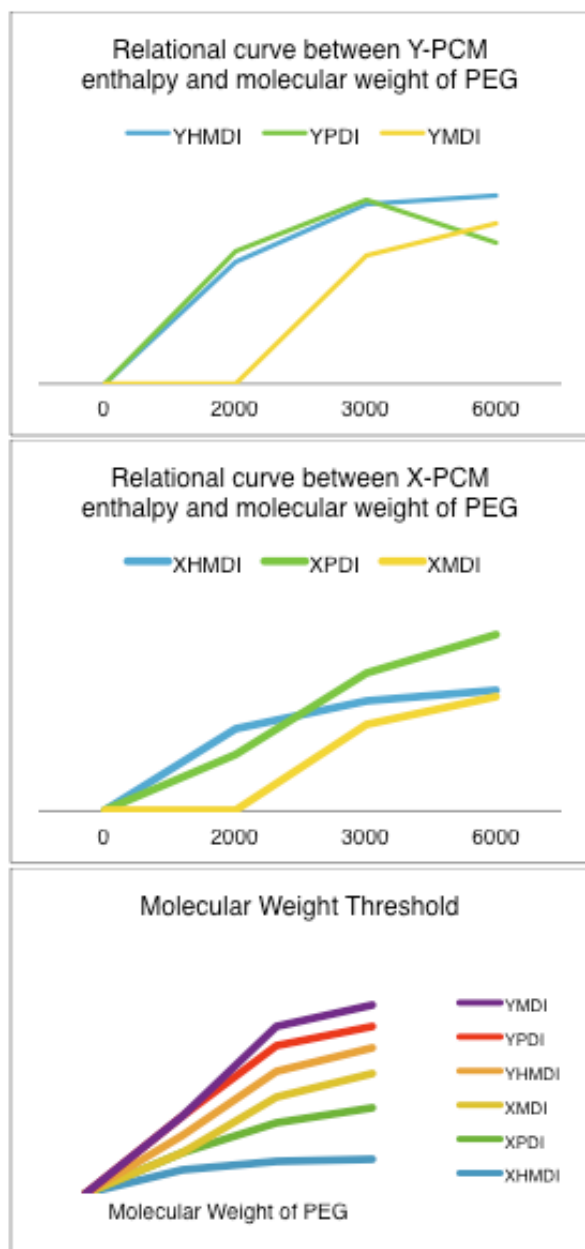 Relational curve between Y-PCM
enthalpy and molecular weight of PEG
YHMDI YPDI YMDI
0 2000 3000 6000
Relational curve between X-PCM
enthalpy and molecular weight of PEG
XHMDI XPDI XMDI
0 2000 3000 6000
Molecular Weight Threshold
YMDI
YPDI
YHMDI
XMDI
XPDI
XHMDI
Molecular Weight of PEG